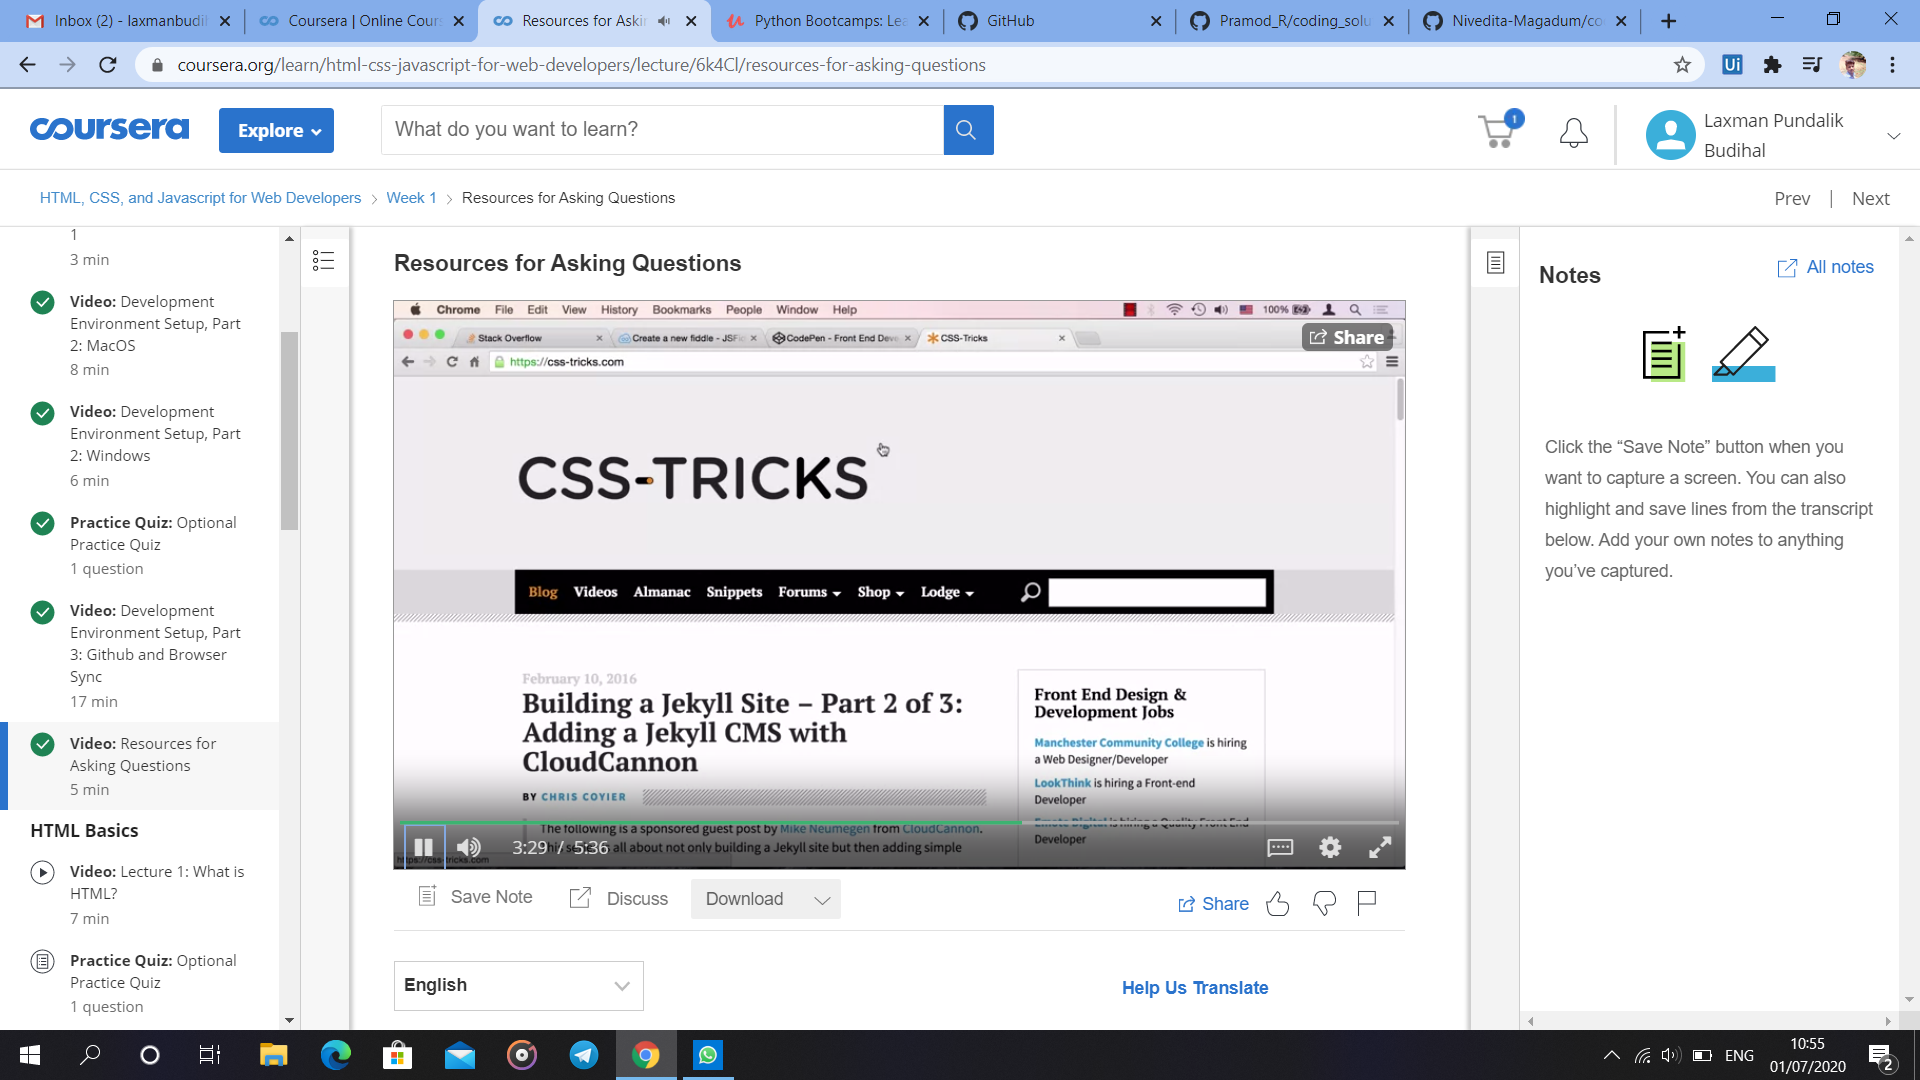 Inbox (2) - laxmanbudi
Coursera | Online Cour
Resources for Aski
Python Bootcamps: Le
GitHub
Pramod_R/coding_solu
Nivedita-Magadum/co
coursera.org/learn/html-css-javascript-for-web-developers/lecture/6k4Cl/resources-for-asking-questions
Ui
coursera
Explore
What do you want to learn?
1
Laxman Pundalik
Budihal
HTML, CSS, and Javascript for Web Developers > Week 1 > Resources for Asking Questions
Prev | Next
1
3 min
Video: Development
Environment Setup, Part
2: MacOS
8 min
Video: Development
Environment Setup, Part
2: Windows
6 min
Practice Quiz: Optional
Practice Quiz
1 question
Video: Development
Environment Setup, Part
3: Github and Browser
Sync
17 min
Video: Resources for
Asking Questions
5 min
HTML Basics
Video: Lecture 1: What is
HTML?
7 min
Practice Quiz: Optional
Practice Quiz
1 question
Resources for Asking Questions
Chrome File Edit View History Bookmarks People Window Help
100%
Stack Overflow
Create a new fiddle - JSFi
CodePen - Front End Deve
CSS-Tricks
Share
https://css-tricks.com
CSS-TRICKS
Blog Videos Almanac Snippets Forums Shop Lodge
February 10, 2016
Building a Jekyll Site – Part 2 of 3:
Adding a Jekyll CMS with
CloudCannon
BY CHRIS COYIER
The following is a sponsored guest post by Mike Neumegen from CloudCannon.
all about not only building a Jekyll site but then adding simple
https://css-tricks.com
Front End Design &
Development Jobs
Manchester Community College is hiring
a Web Designer/Developer
LookThink is hiring a Front-end
Developer
Emote Digital is hiring a Quality Front End
Developer
3:29 / 5:36
Save Note
Discuss
Download
Share
English
Help Us Translate
Notes
All notes
Click the “Save Note” button when you
want to capture a screen. You can also
highlight and save lines from the transcript
below. Add your own notes to anything
you’ve captured.
ENG
10:55
01/07/2020
2